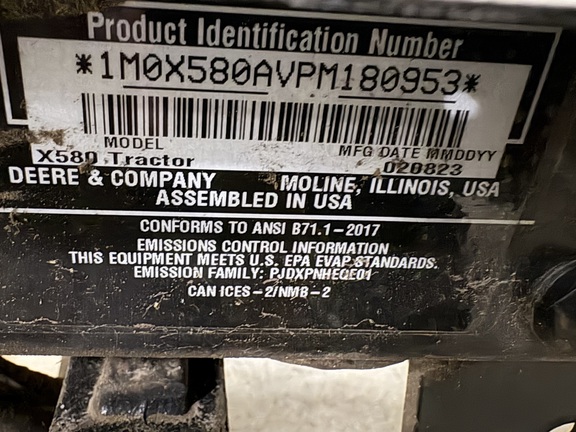 Product Identification Number
*1M0X580AVPM180953*
MODEL
MFG DATE MMDDYY
X580 Tractor
020823
DEERE & COMPANY MOLINE, ILLINOIS, USA
ASSEMBLED IN USA
CONFORMS TO ANSI B71.1-2017
EMISSIONS CONTROL INFORMATION
THIS EQUIPMENT MEETS U.S. EPA EVAP STANDARDS.
EMISSION FAMILY: PJDXPNHEQE01
CAN ICES-2/NMB-2